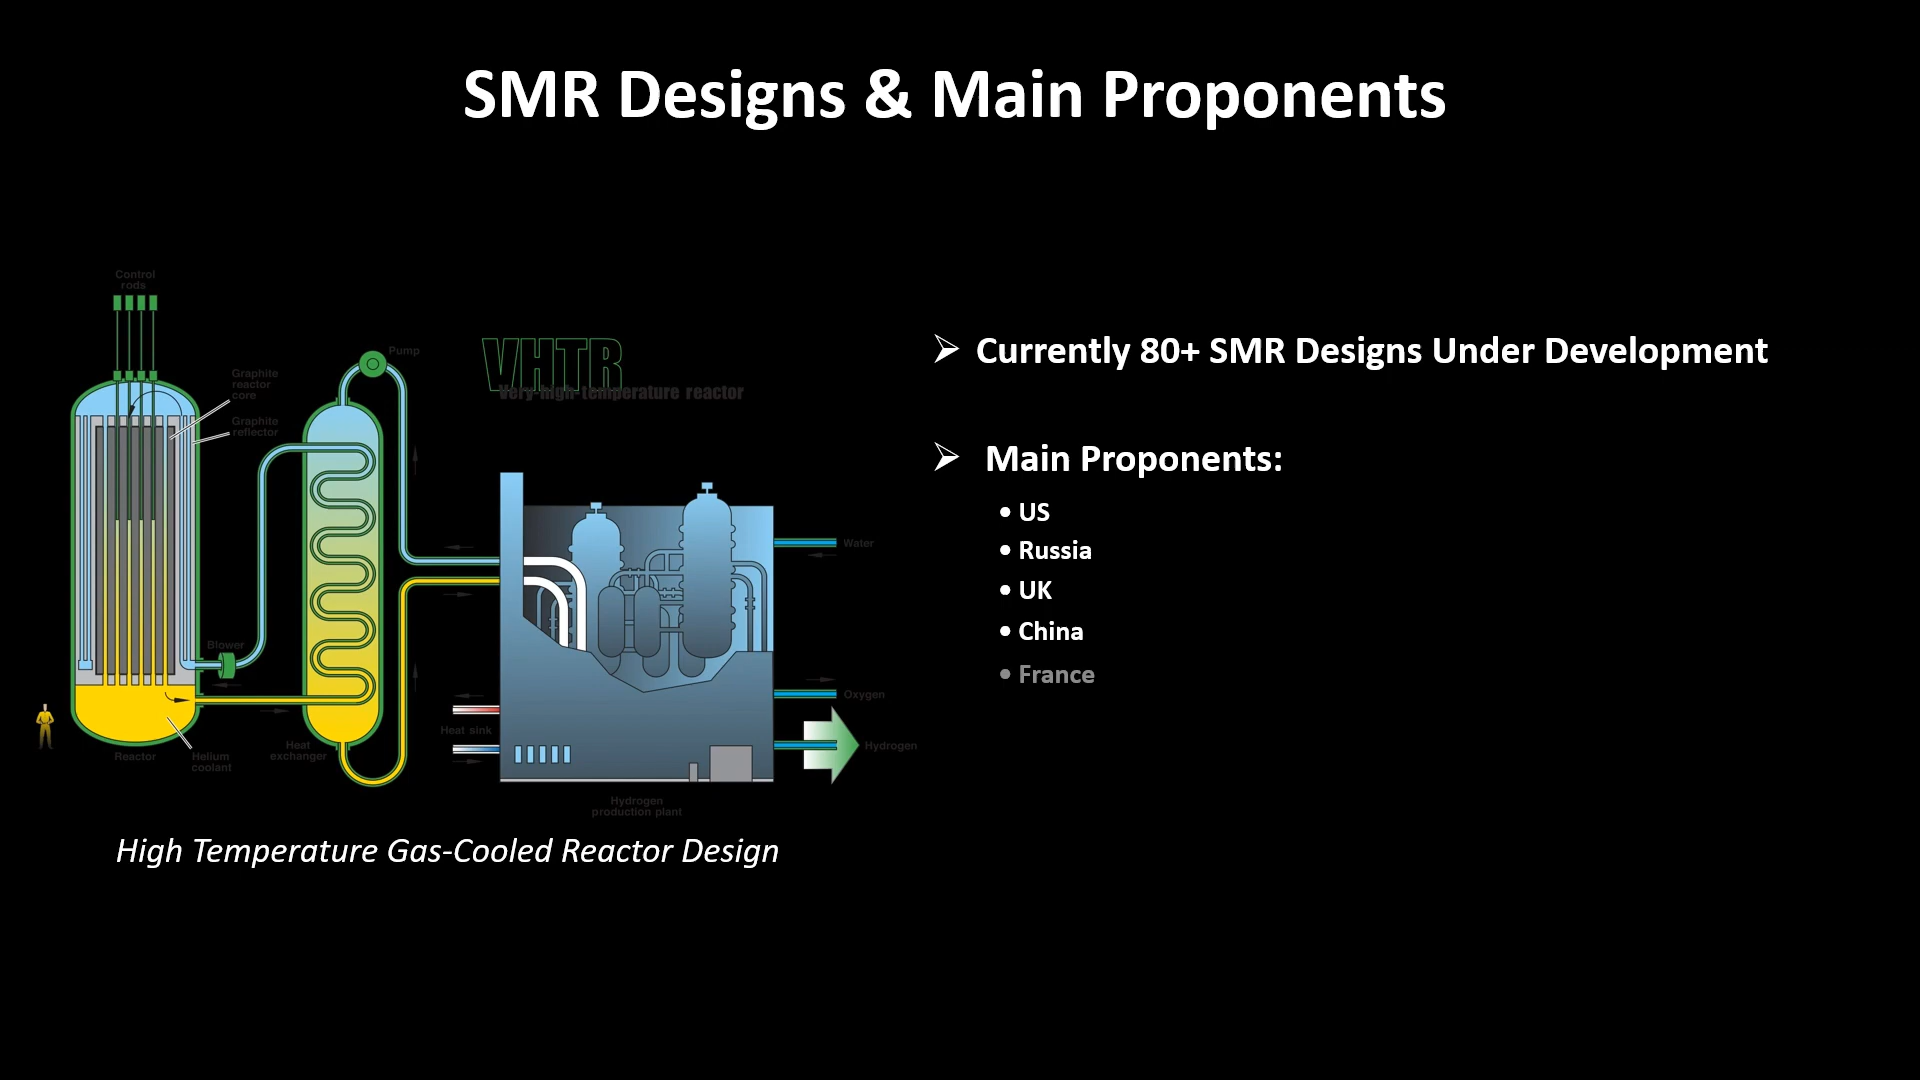 SMR Designs & Main Proponents
Control
rods
Graphite
reactor
core
Graphite
reflector
Pump
VHTR
Very-high-temperature reactor
Blower
Reactor
Helium
coolant
Heat
exchanger
Heat sink
Water
Oxygen
Hydrogen
Hydrogen
production plant
High Temperature Gas-Cooled Reactor Design
➢ Currently 80+ SMR Designs Under Development
➢ Main Proponents:
• US
• Russia
• UK
• China
• France